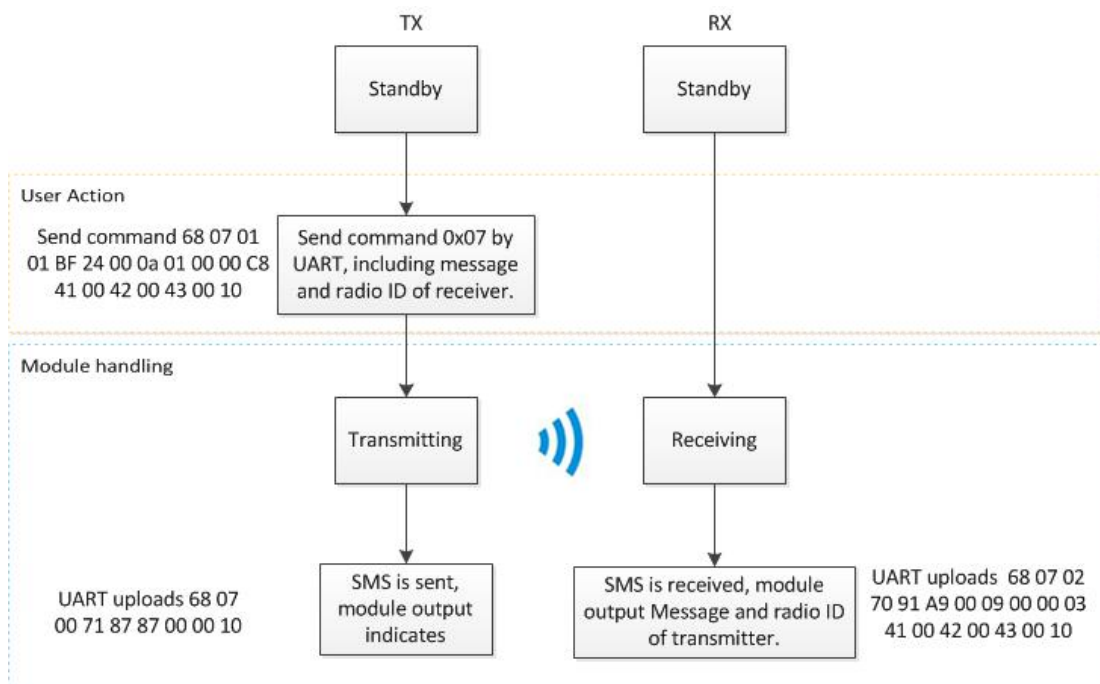 TX
RX
Standby
Standby
User Action
Send command 68 07 01
01 BF 24 00 0a 01 00 00 C8
41 00 42 00 43 00 10
Send command 0x07 by
UART, including message
and radio ID of receiver.
Module handling
Transmitting
Receiving
UART uploads 68 07
00 71 87 87 00 00 10
SMS is sent,
module output
indicates
SMS is received, module
output Message and radio ID
of transmitter.
UART uploads  68 07 02
70 91 A9 00 09 00 00 03
41 00 42 00 43 00 10